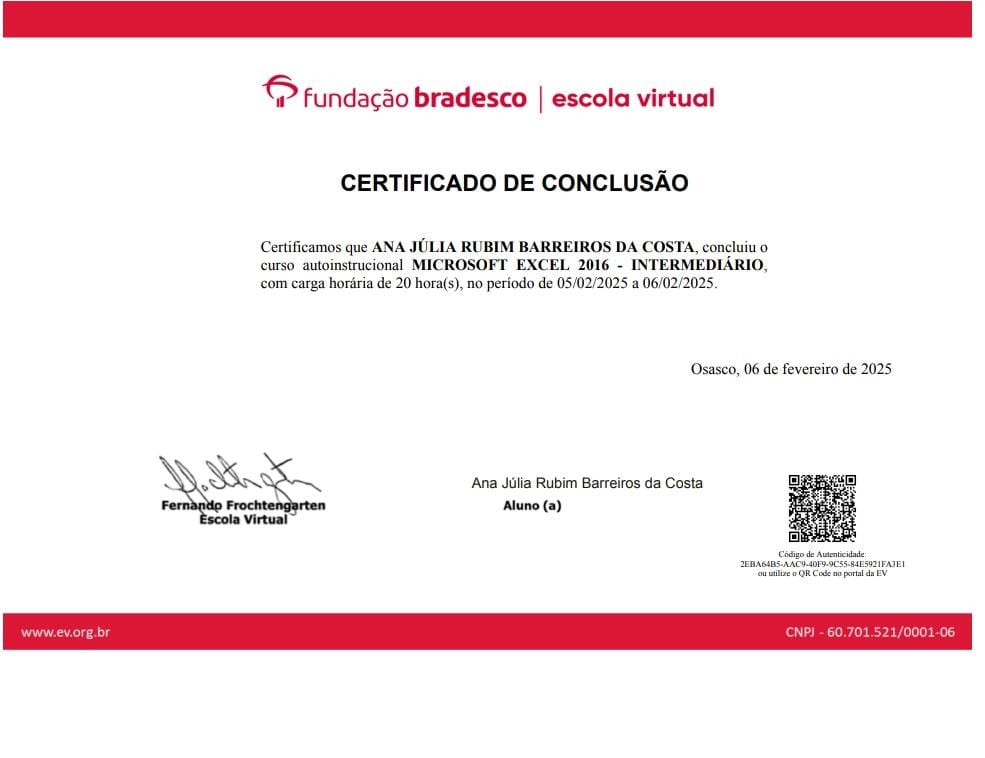 fundação bradesco | escola virtual
CERTIFICADO DE CONCLUSÃO
Certificamos que ANA JÚLIA RUBIM BARREIROS DA COSTA, concluiu o
curso autoinstrucional MICROSOFT EXCEL 2016 - INTERMEDIÁRIO,
com carga horária de 20 hora(s), no período de 05/02/2025 a 06/02/2025.
Osasco, 06 de fevereiro de 2025
Fernando Frochtengarten
Escola Virtual
Ana Júlia Rubim Barreiros da Costa
Aluno (a)
Código de Autenticidade:
2EBA64B5-AAC9-40F9-9C55-84E5921FA3E1
ou utilize o QR Code no portal da EV
www.ev.org.br
CNPJ - 60.701.521/0001-06